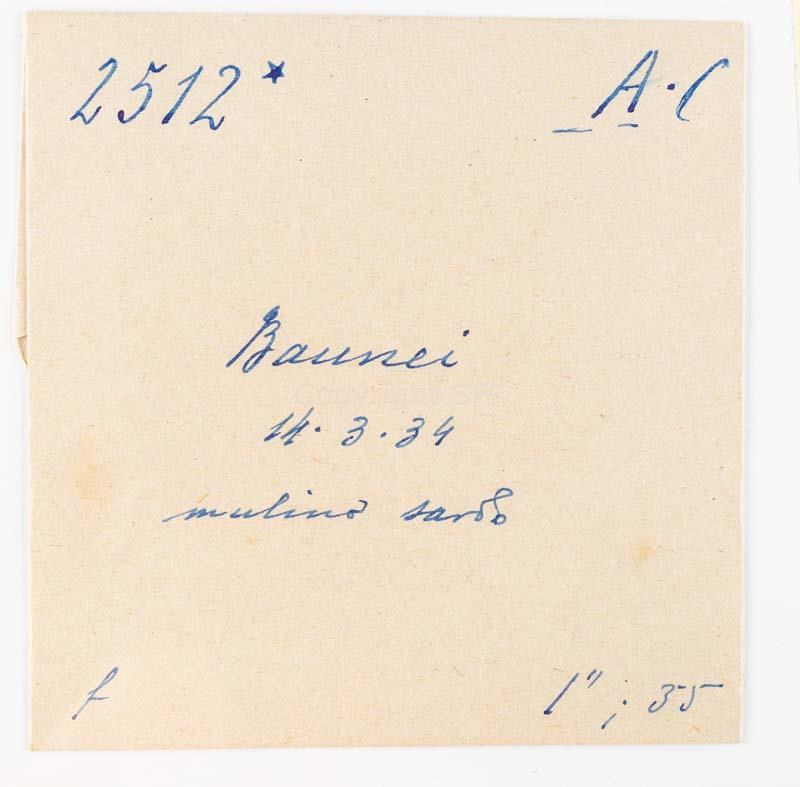 2512* A.C
Baunei
14.3.34
mulino sardo
f 1"; 35